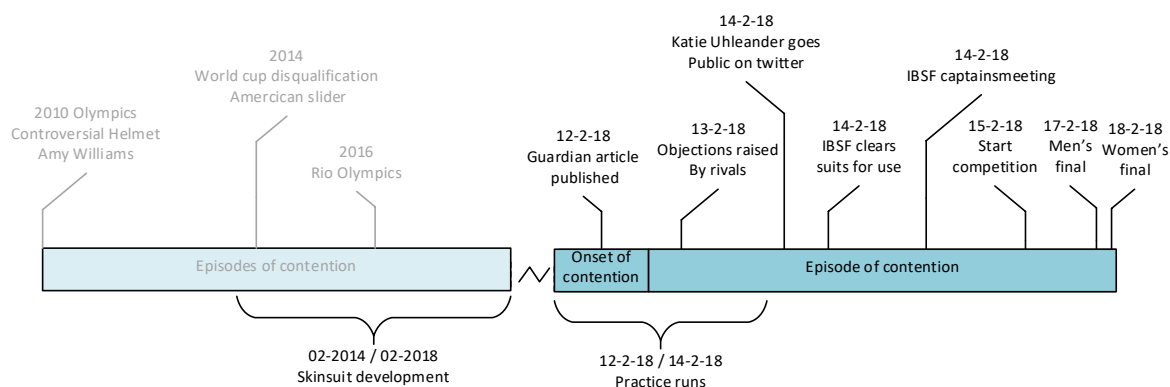 2010 Olympics
Controversial Helmet
Amy Williams
2014
World cup disqualification
Amercican slider
2016
Rio Olympics
12-2-18
Guardian article
published
13-2-18
Objections raised
By rivals
14-2-18
Katie Uhleander goes
Public on twitter
14-2-18
IBSF clears
suits for use
14-2-18
IBSF captainsmeeting
15-2-18
Start
competition
17-2-18
Men's
final
18-2-18
Women's
final
Episodes of contention
Onset of
contention
Episode of contention
02-2014 / 02-2018
Skinsuit development
12-2-18 / 14-2-18
Practice runs